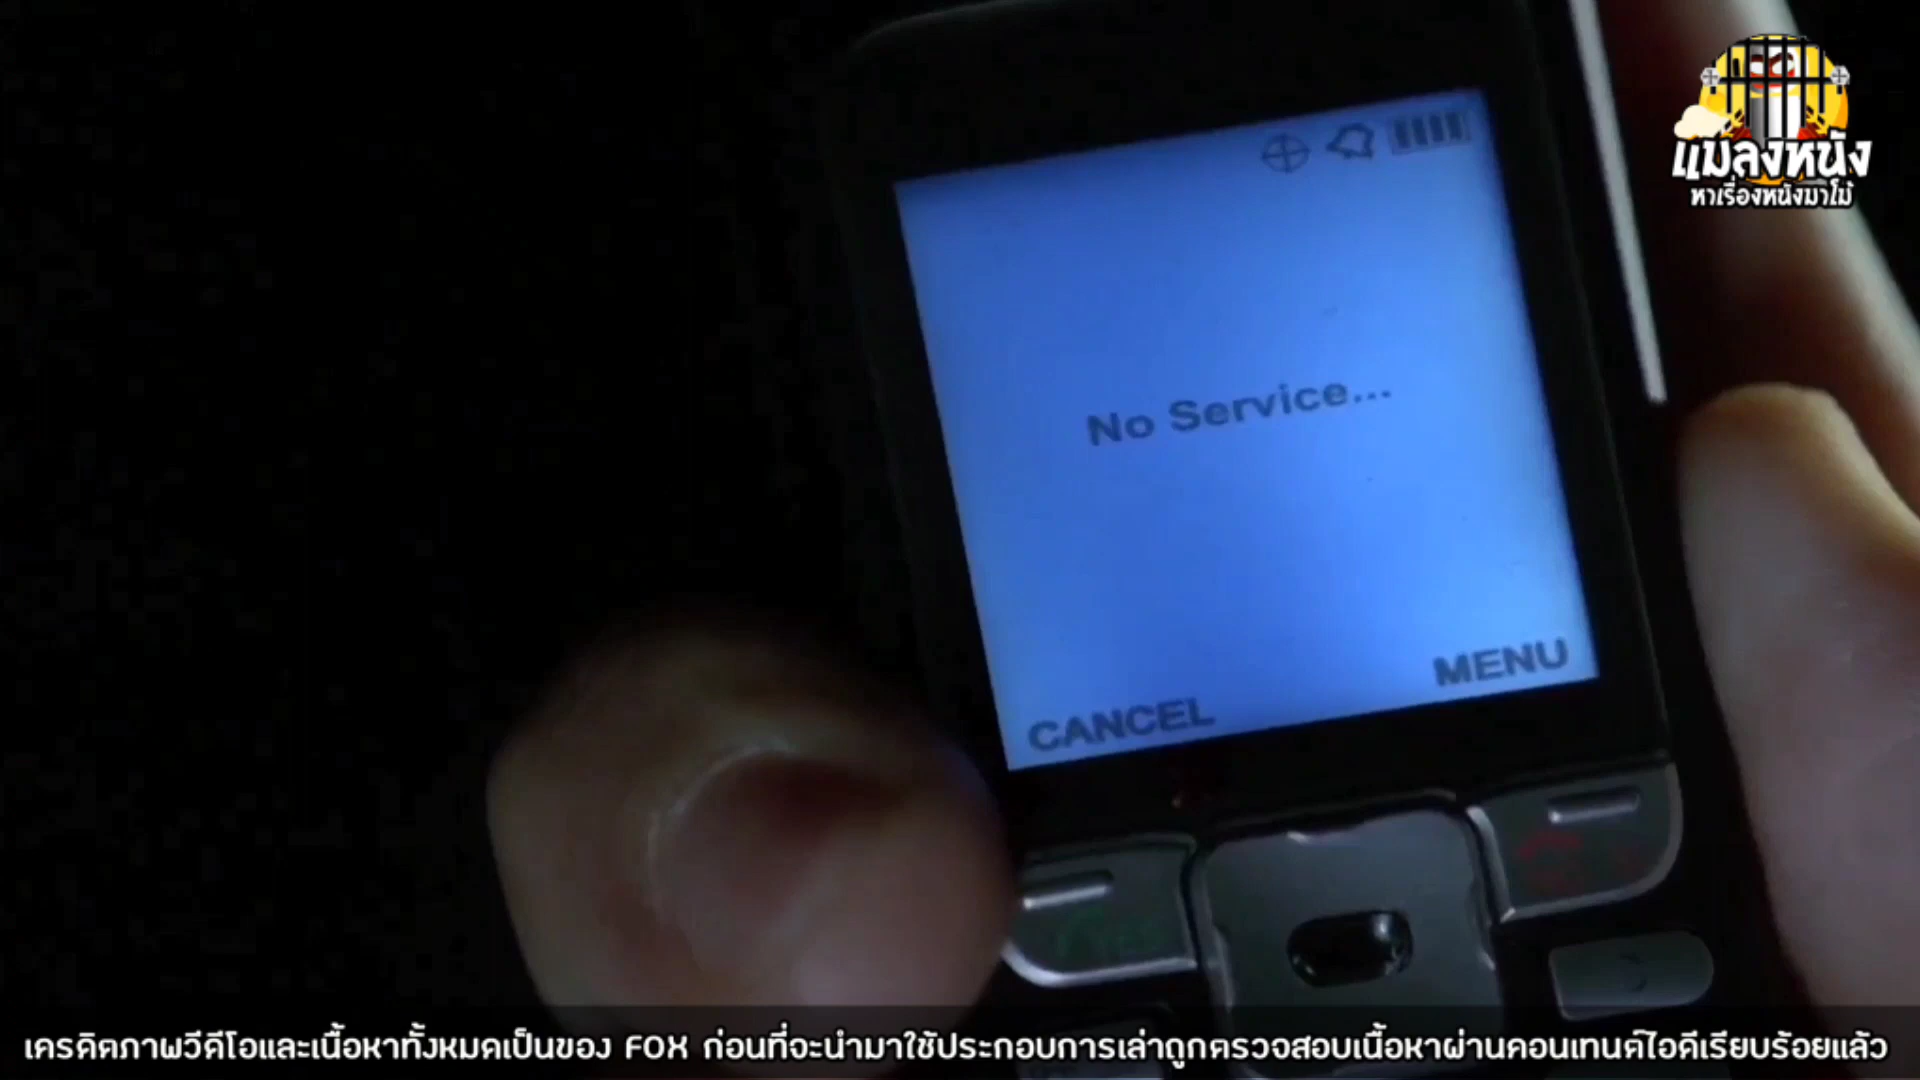 แมลงหนัง
หาเรื่องหนังมาโม้
No Service...
MENU
CANCEL
เครดิตภาพวีดีโอและเนื้อหาทั้งหมดเป็นของ FOX ก่อนที่จะนำมาใช้ประกอบการเล่าถูกตรวจสอบเนื้อหาผ่านคอนเทนต์ไอดีเรียบร้อยแล้ว